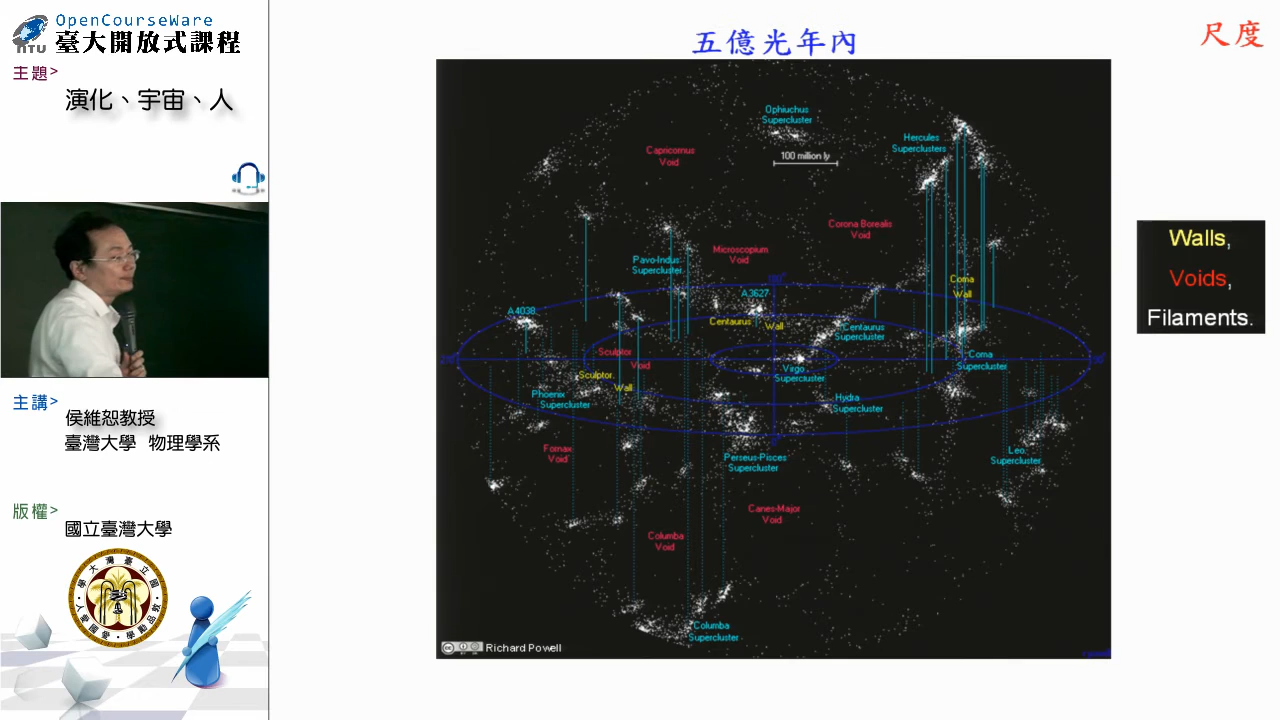 OpenCourseWare
NTU
臺大開放式課程
主題>
演化、宇宙、人
主講>
侯維恕教授
臺灣大學 物理學系
版權>
國立臺灣大學
五億光年內
尺度
Ophiuchus
Supercluster
100 million ly
Hercules
Superclusters
Capricornus
Void
Corona Borealis
Void
Microscopium
Void
Pavo-Indus
Supercluster
180°
Coma
Wall
A3627
A4038
Centaurus Wall
Centaurus
Supercluster
Sculptor
Void
Coma
Supercluster
Virgo
Supercluster
Sculptor
Wall
Phoenix
Supercluster
Hydra
Supercluster
0°
Fornax
Void
Perseus-Pisces
Supercluster
Leo
Supercluster
Canes-Major
Void
Columba
Void
Columba
Supercluster
Richard Powell
Walls,
Voids,
Filaments.